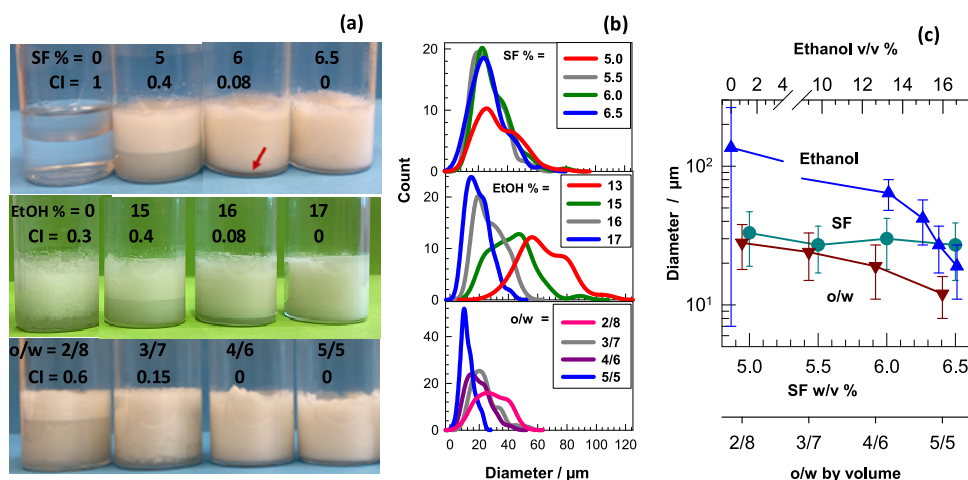 (a)
SF % = 0 5 6 6.5
CI = 1 0.4 0.08 0
EtOH % = 0 15 16 17
CI = 0.3 0.4 0.08 0
o/w = 2/8 3/7 4/6 5/5
CI = 0.6 0.15 0 0
(b)
20
10
0
SF % =
5.0
5.5
6.0
6.5
Count
20
10
0
EtOH % =
13
15
16
17
40
20
0
o/w =
2/8
3/7
4/6
5/5
0 20 40 60 80 100 120
Diameter / µm
(c)
Ethanol v/v %
0 2 4 10 13 16
Diameter / µm
10²
10¹
Ethanol
SF
o/w
5.0 5.5 6.0 6.5
SF w/v %
2/8 3/7 4/6 5/5
o/w by volume